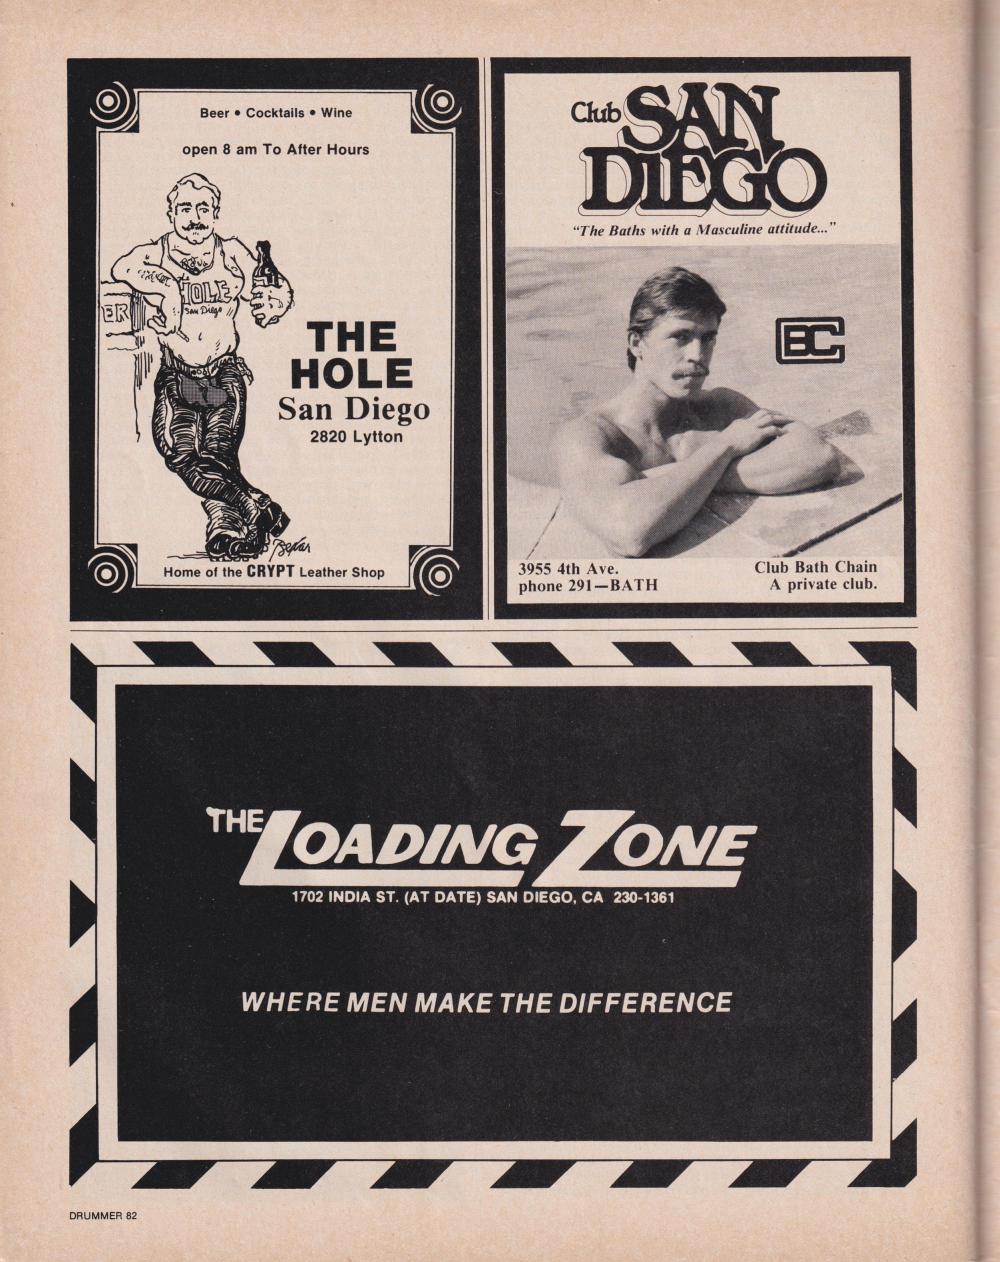 Beer • Cocktails • Wine
open 8 am To After Hours
HOLE
San Diego
ER
THE
HOLE
San Diego
2820 Lytton
Home of the CRYPT Leather Shop
Club SAN
DIEGO
"The Baths with a Masculine attitude..."
CBC
3955 4th Ave.
phone 291—BATH
Club Bath Chain
A private club.
THE LOADING ZONE
1702 INDIA ST. (AT DATE) SAN DIEGO, CA 230-1361
WHERE MEN MAKE THE DIFFERENCE
DRUMMER 82